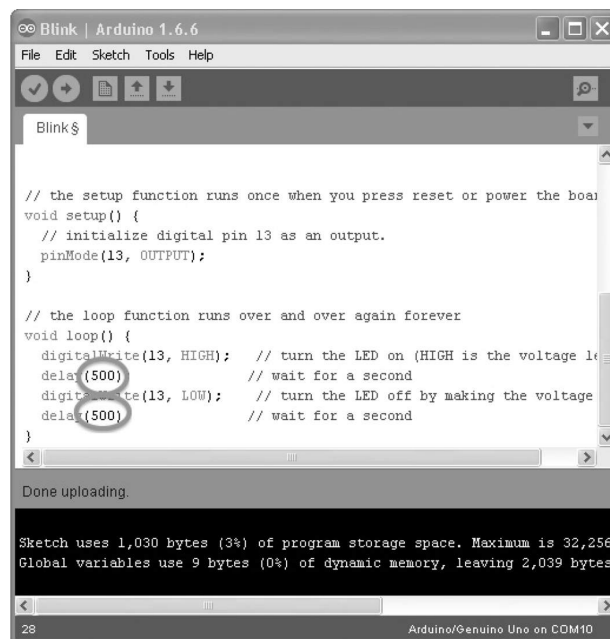 Blink | Arduino 1.6.6
File Edit Sketch Tools Help
Blink §
// the setup function runs once when you press reset or power the boar
void setup() {
// initialize digital pin 13 as an output.
pinMode(13, OUTPUT);
}
// the loop function runs over and over again forever
void loop() {
digitalWrite(13, HIGH); // turn the LED on (HIGH is the voltage le
delay(500) // wait for a second
digitalWrite(13, LOW); // turn the LED off by making the voltage
delay(500) // wait for a second
}
Done uploading.
Sketch uses 1,030 bytes (3%) of program storage space. Maximum is 32,256
Global variables use 9 bytes (0%) of dynamic memory, leaving 2,039 bytes
28 Arduino/Genuino Uno on COM10